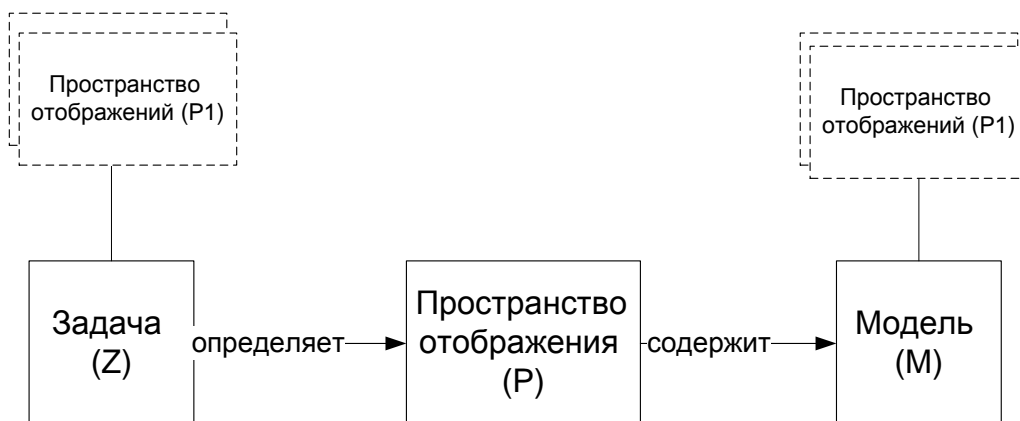 Пространство
отображений (P1)
Пространство
отображений (P1)
Задача
(Z)
определяет
Пространство
отображения
(P)
содержит
Модель
(M)